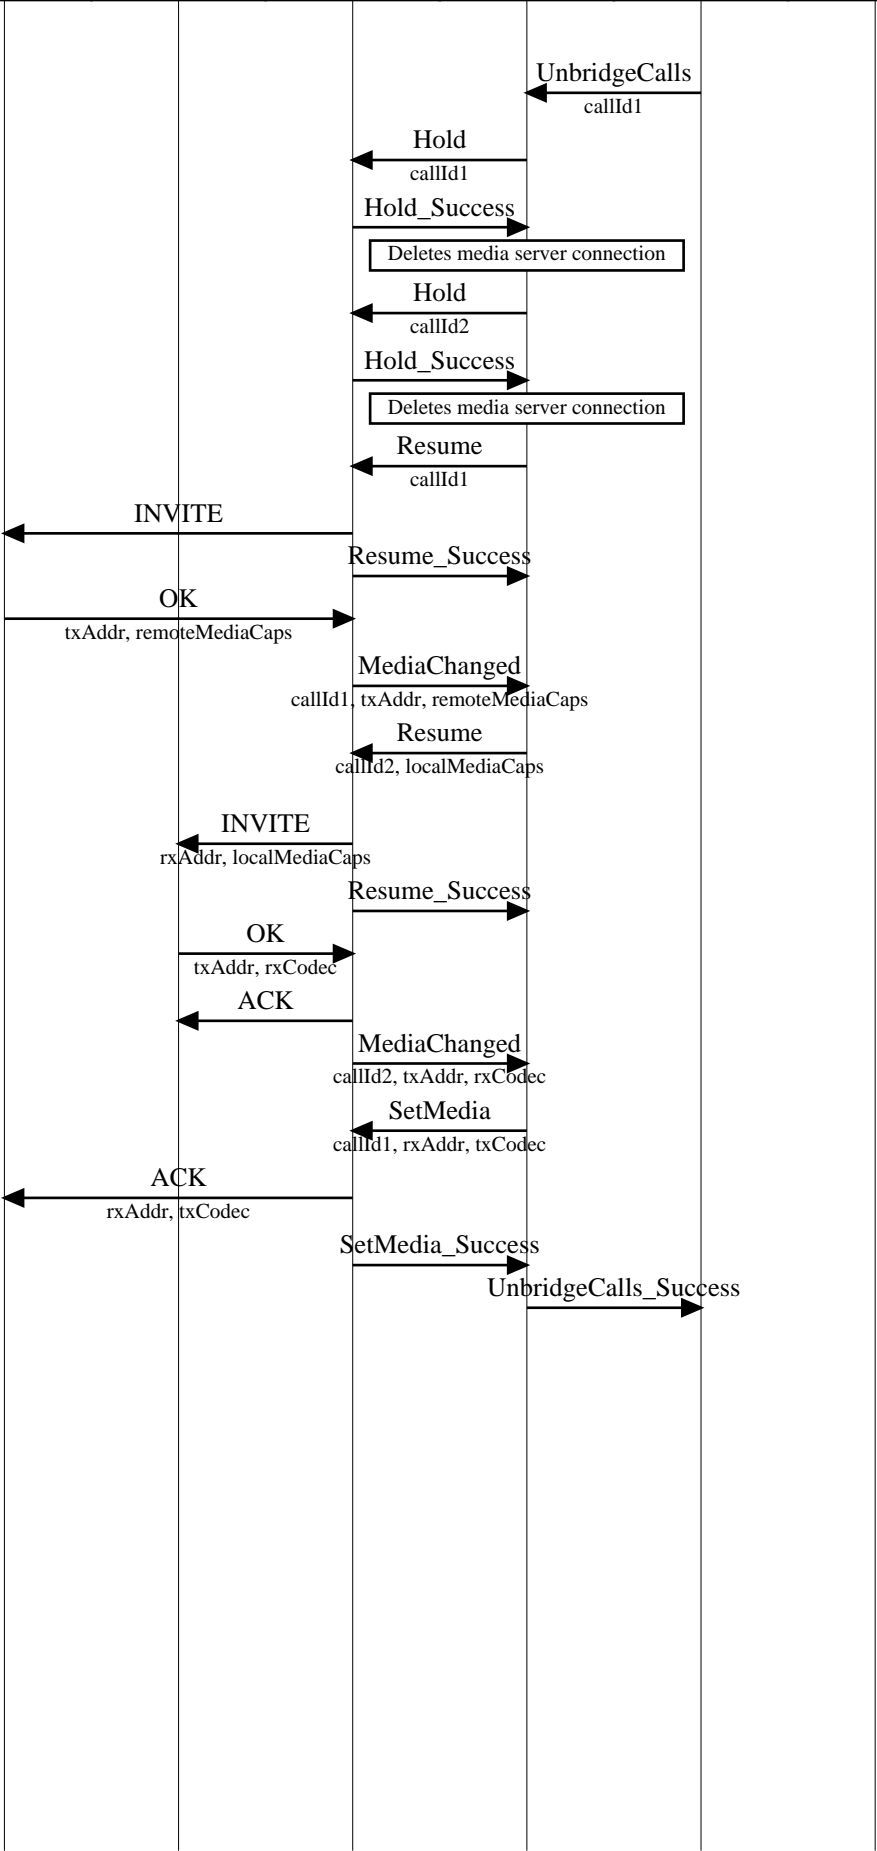 UnbridgeCalls
callId1
Hold
callId1
Hold_Success
Deletes media server connection
Hold
callId2
Hold_Success
Deletes media server connection
Resume
callId1
INVITE
Resume_Success
OK
txAddr, remoteMediaCaps
MediaChanged
callId1, txAddr, remoteMediaCaps
Resume
callId2, localMediaCaps
INVITE
rxAddr, localMediaCaps
Resume_Success
OK
txAddr, rxCodec
ACK
MediaChanged
callId2, txAddr, rxCodec
SetMedia
callId1, rxAddr, txCodec
ACK
rxAddr, txCodec
SetMedia_Success
UnbridgeCalls_Success